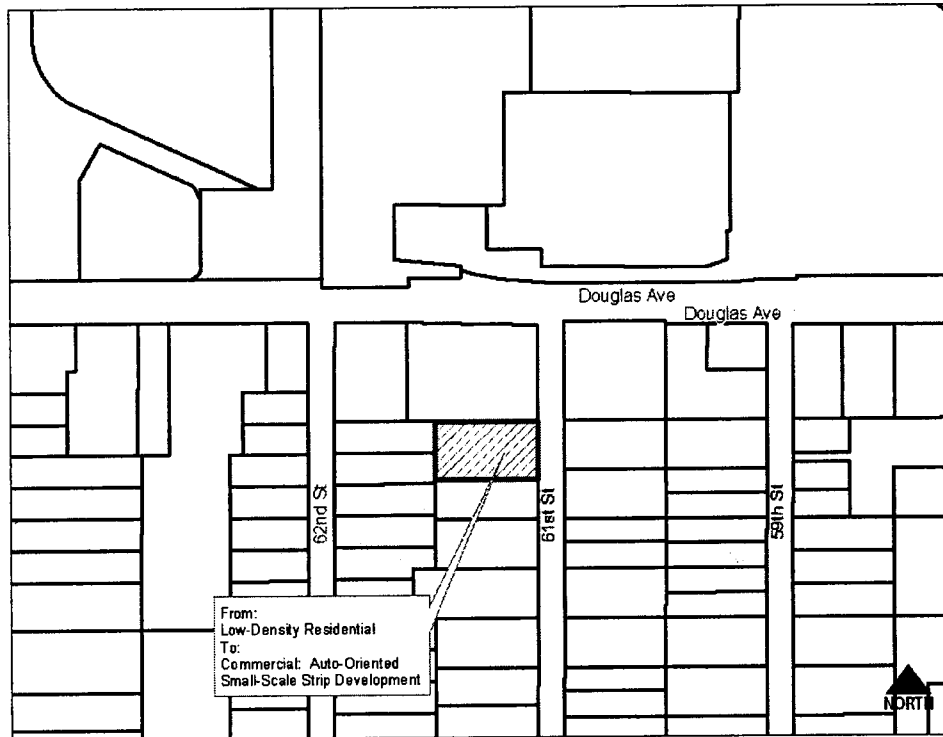 Douglas Ave
Douglas Ave
62nd St
61st St
59th St
From:
Low-Density Residential
To:
Commercial: Auto-Oriented
Small-Scale Strip Development
NORTH